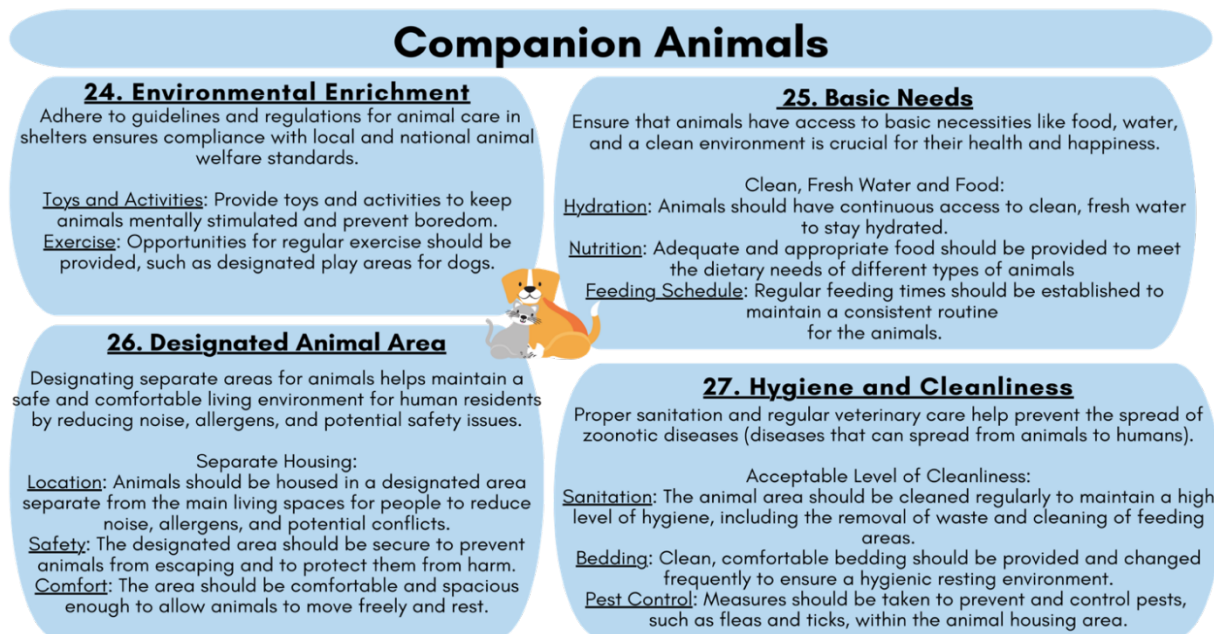 Companion Animals
24. Environmental Enrichment
Adhere to guidelines and regulations for animal care in
shelters ensures compliance with local and national animal
welfare standards.
Toys and Activities: Provide toys and activities to keep
animals mentally stimulated and prevent boredom.
Exercise: Opportunities for regular exercise should be
provided, such as designated play areas for dogs.
25. Basic Needs
Ensure that animals have access to basic necessities like food, water,
and a clean environment is crucial for their health and happiness.
Clean, Fresh Water and Food:
Hydration: Animals should have continuous access to clean, fresh water
to stay hydrated.
Nutrition: Adequate and appropriate food should be provided to meet
the dietary needs of different types of animals
Feeding Schedule: Regular feeding times should be established to
maintain a consistent routine
for the animals.
26. Designated Animal Area
Designating separate areas for animals helps maintain a
safe and comfortable living environment for human residents
by reducing noise, allergens, and potential safety issues.
Separate Housing:
Location: Animals should be housed in a designated area
separate from the main living spaces for people to reduce
noise, allergens, and potential conflicts.
Safety: The designated area should be secure to prevent
animals from escaping and to protect them from harm.
Comfort: The area should be comfortable and spacious
enough to allow animals to move freely and rest.
27. Hygiene and Cleanliness
Proper sanitation and regular veterinary care help prevent the spread of
zoonotic diseases (diseases that can spread from animals to humans).
Acceptable Level of Cleanliness:
Sanitation: The animal area should be cleaned regularly to maintain a high
level of hygiene, including the removal of waste and cleaning of feeding
areas.
Bedding: Clean, comfortable bedding should be provided and changed
frequently to ensure a hygienic resting environment.
Pest Control: Measures should be taken to prevent and control pests,
such as fleas and ticks, within the animal housing area.